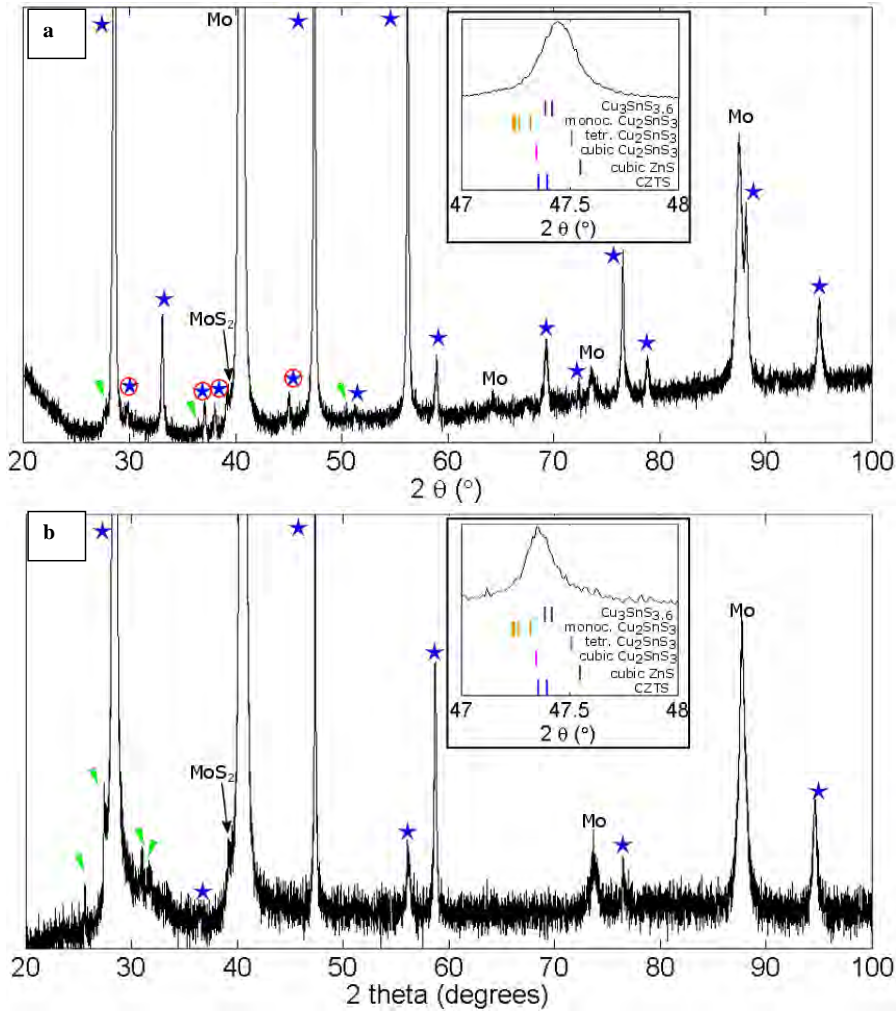 a
Mo
Cu3SnS3.6
monoc. Cu2SnS3
tetr. Cu2SnS3
cubic Cu2SnS3
cubic ZnS
CZTS
47 47.5 48
2 θ (°)
Mo
MoS2
Mo
Mo
20 30 40 50 60 70 80 90 100
2 θ (°)
b
Cu3SnS3.6
monoc. Cu2SnS3
tetr. Cu2SnS3
cubic Cu2SnS3
cubic ZnS
CZTS
47 47.5 48
2 θ (°)
Mo
MoS2
Mo
20 30 40 50 60 70 80 90 100
2 theta (degrees)